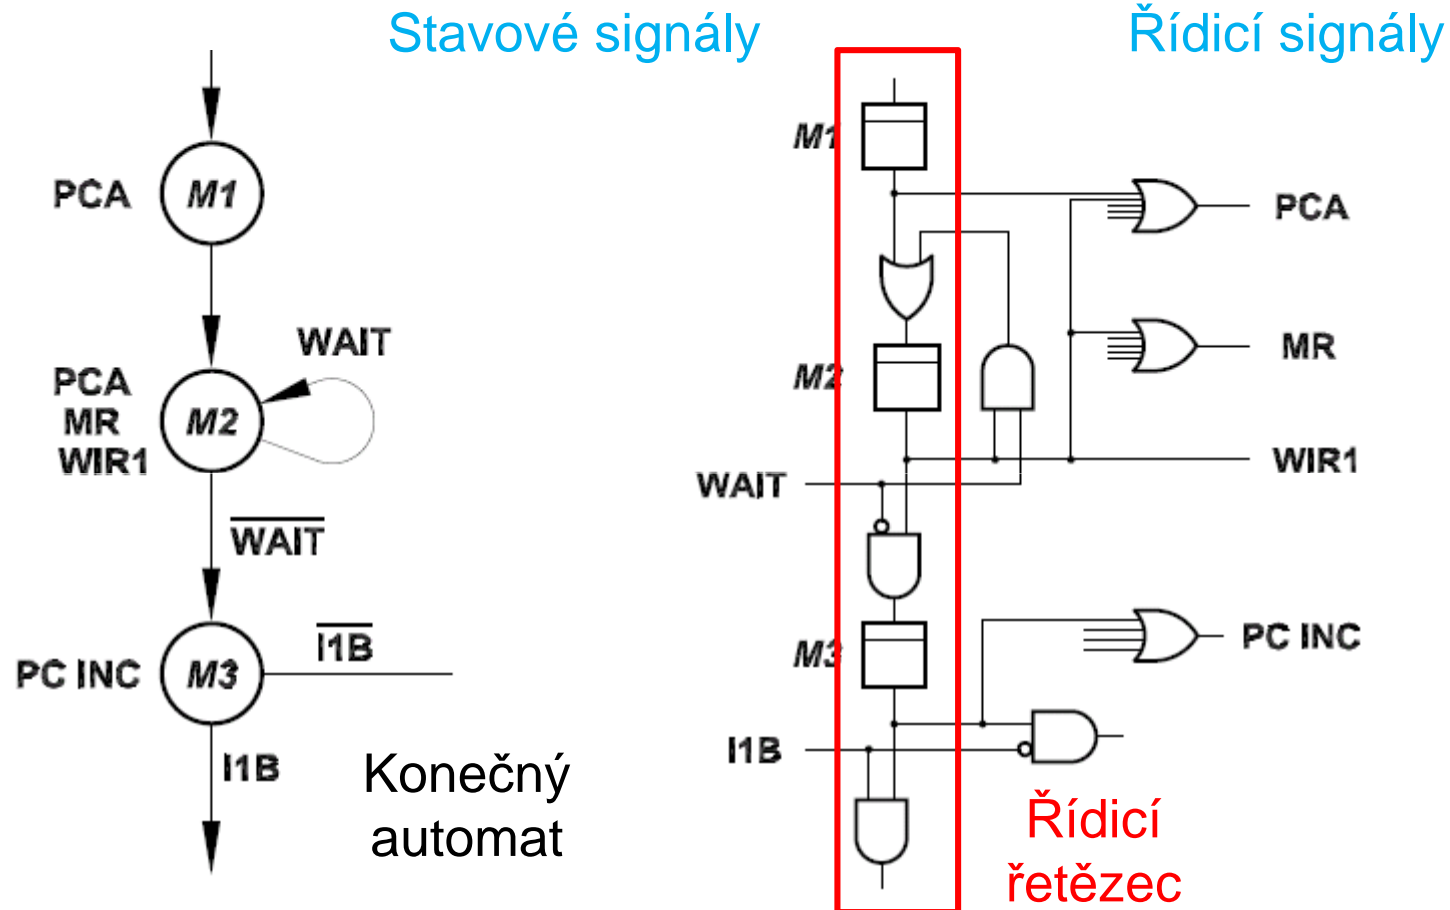 Stavové signály
Řídicí signály
PCA
M1
WAIT
PCA
MR
WIR1
M2
WAIT
PC INC
M3
I1B
I1B
Konečný
automat
M1
PCA
M2
MR
WAIT
WIR1
M3
PC INC
I1B
Řídicí
řetězec